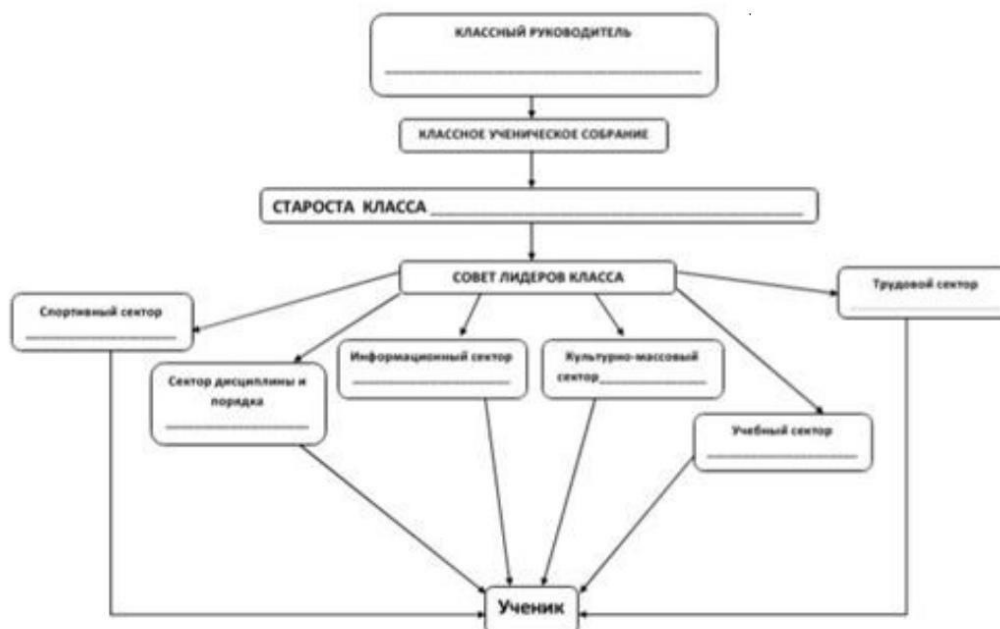 КЛАССНЫЙ РУКОВОДИТЕЛЬ
КЛАССНОЕ УЧЕНИЧЕСКОЕ СОБРАНИЕ
СТАРОСТА КЛАССА
СОВЕТ ЛИДЕРОВ КЛАССА
Спортивный сектор
Трудовой сектор
Сектор дисциплины и
порядка
Информационный сектор
Культурно-массовый
сектор
Учебный сектор
Ученик